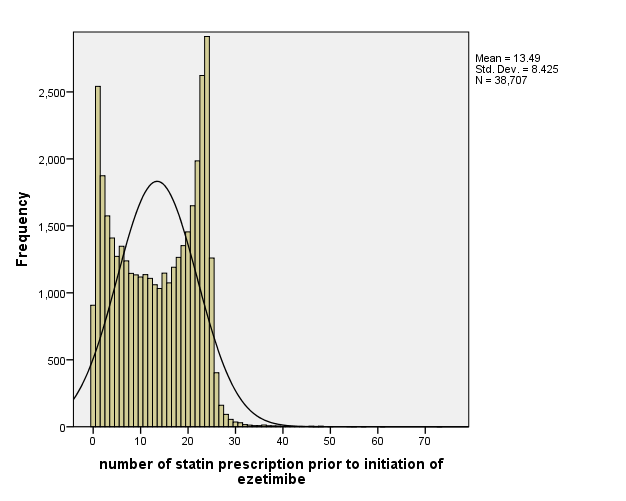 Mean = 13.49
Std. Dev. = 8.425
N = 38,707
2,500
2,000
1,500
1,000
500
0
Frequency
0 10 20 30 40 50 60 70
number of statin prescription prior to initiation of
ezetimibe